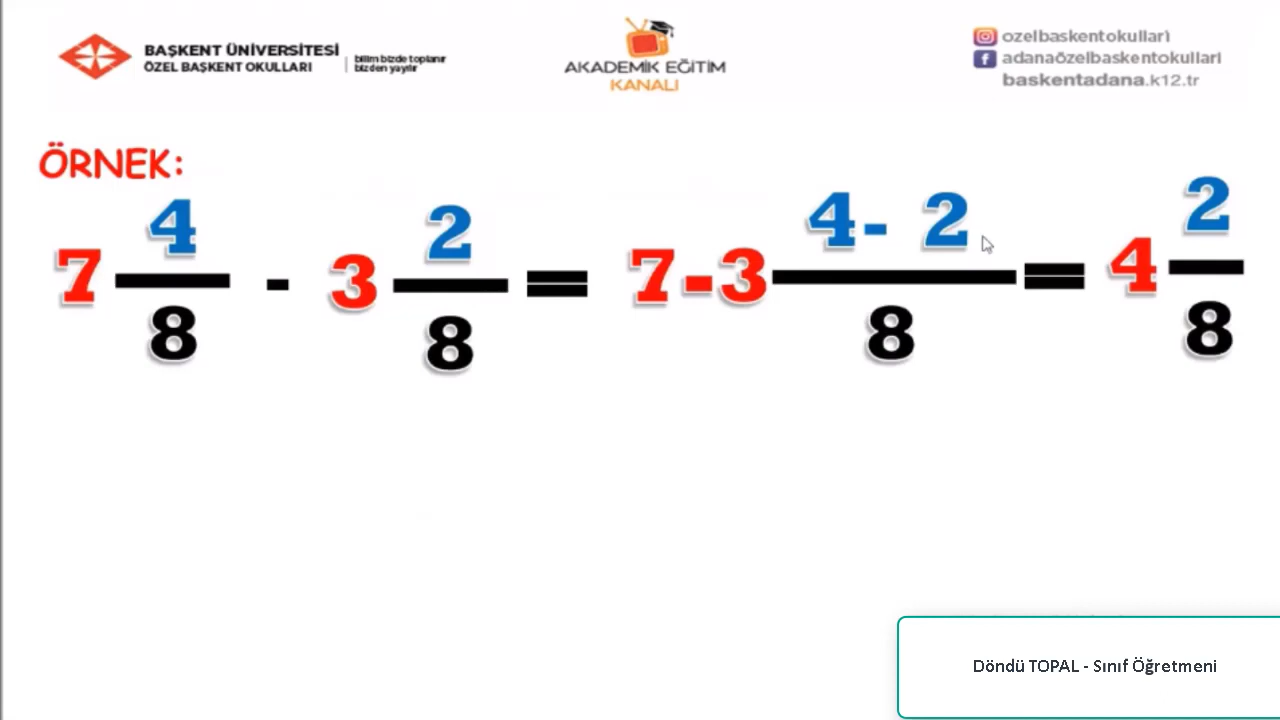 BAŞKENT ÜNİVERSİTESİ
ÖZEL BAŞKENT OKULLARI
bilim bizde toplanır
bizden yayılır
AKADEMİK EĞİTİM
KANALI
ozelbaskentokullari
adanaözelbaskentokullari
baskentadana.k12.tr
ÖRNEK:
7 4/8 - 3 2/8 = 7-3 4- 2/8 = 4 2/8
Döndü TOPAL - Sınıf Öğretmeni